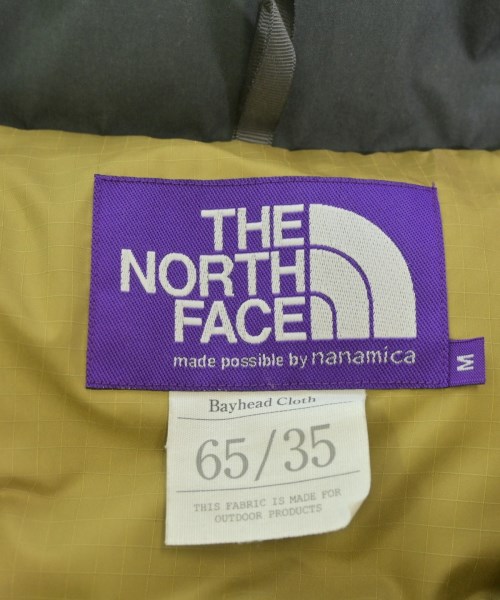 THE
NORTH
FACE
made possible by nanamica
M
Bayhead Cloth
65/35
THIS FABRIC IS MADE FOR
OUTDOOR PRODUCTS